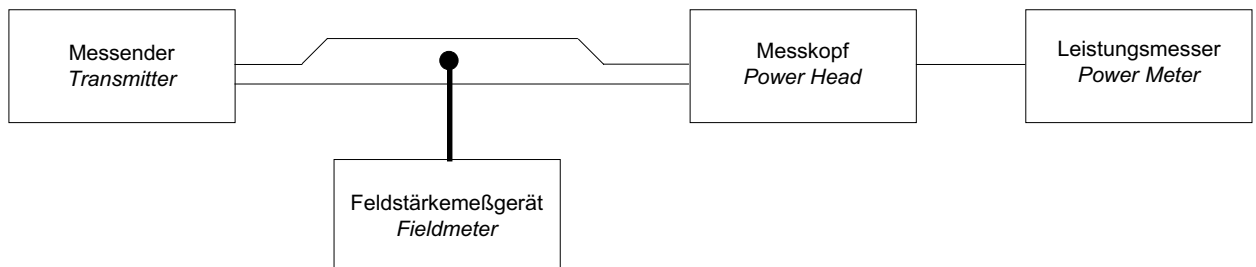 Messender
Transmitter
Messkopf
Power Head
Leistungsmesser
Power Meter
Feldstärkemeßgerät
Fieldmeter